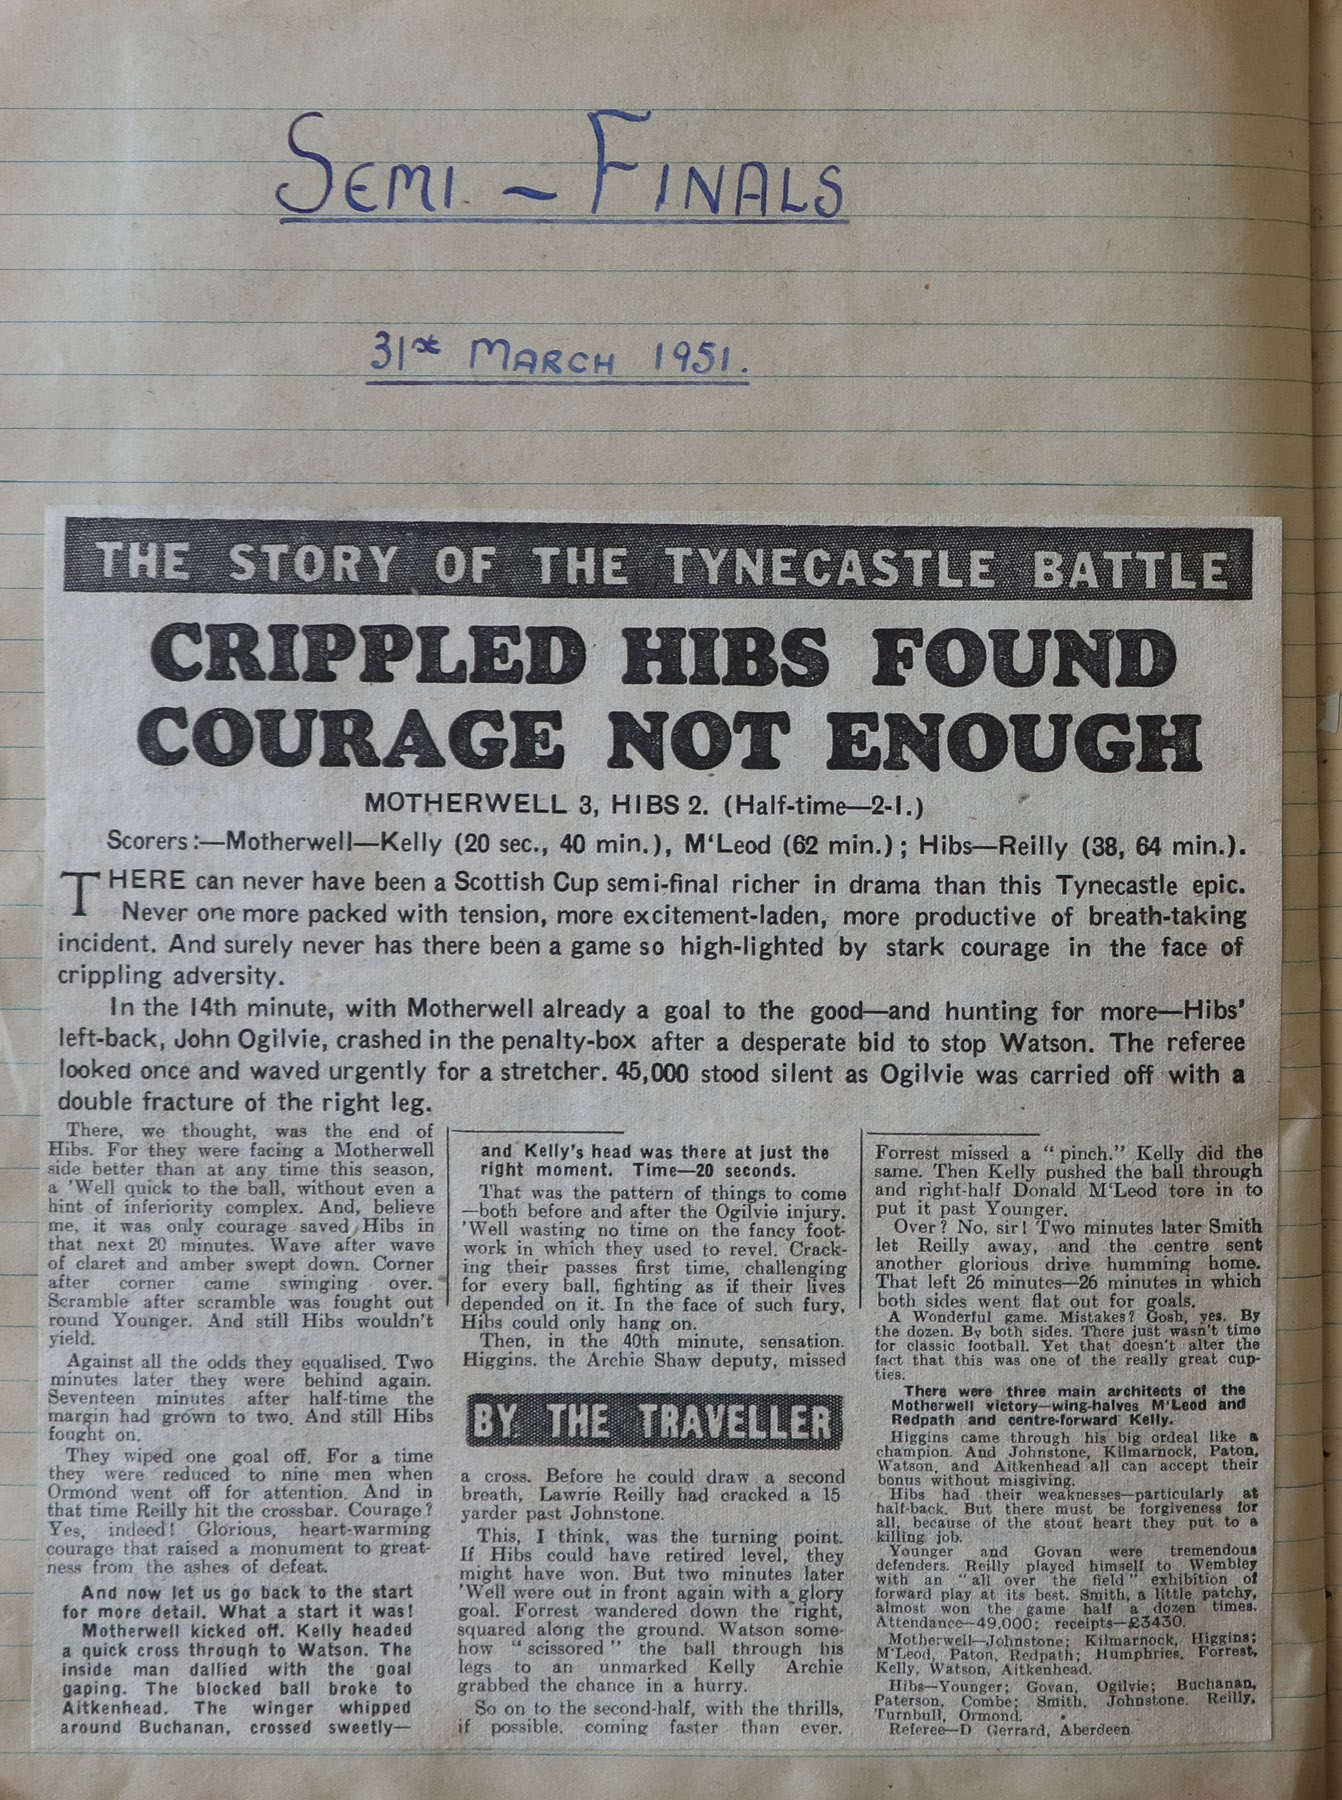 SEMI - FINALS
31st MARCH 1951.
THE STORY OF THE TYNECASTLE BATTLE
CRIPPLED HIBS FOUND
COURAGE NOT ENOUGH
MOTHERWELL 3, HIBS 2. (Half-time—2-1.)
Scorers:—Motherwell—Kelly (20 sec., 40 min.), M'Leod (62 min.); Hibs—Reilly (38, 64 min.).
THERE can never have been a Scottish Cup semi-final richer in drama than this Tynecastle epic.
Never one more packed with tension, more excitement-laden, more productive of breath-taking
incident. And surely never has there been a game so high-lighted by stark courage in the face of
crippling adversity.
In the 14th minute, with Motherwell already a goal to the good—and hunting for more—Hibs'
left-back, John Ogilvie, crashed in the penalty-box after a desperate bid to stop Watson. The referee
looked once and waved urgently for a stretcher. 45,000 stood silent as Ogilvie was carried off with a
double fracture of the right leg.
There, we thought, was the end of
Hibs. For they were facing a Motherwell
side better than at any time this season,
a 'Well quick to the ball, without even a
hint of inferiority complex. And, believe
me, it was only courage saved Hibs in
that next 20 minutes. Wave after wave
of claret and amber swept down. Corner
after corner came swinging over.
Scramble after scramble was fought out
round Younger. And still Hibs wouldn't
yield.
Against all the odds they equalised. Two
minutes later they were behind again.
Seventeen minutes after half-time the
margin had grown to two. And still Hibs
fought on.
They wiped one goal off. For a time
they were reduced to nine men when
Ormond went off for attention. And in
that time Reilly hit the crossbar. Courage?
Yes, indeed! Glorious, heart-warming
courage that raised a monument to great-
ness from the ashes of defeat.
And now let us go back to the start
for more detail. What a start it was!
Motherwell kicked off. Kelly headed
a quick cross through to Watson. The
inside man dallied with the goal
gaping. The blocked ball broke to
Aitkenhead. The winger whipped
around Buchanan, crossed sweetly—
and Kelly's head was there at just the
right moment. Time—20 seconds.
That was the pattern of things to come
—both before and after the Ogilvie injury.
'Well wasting no time on the fancy foot-
work in which they used to revel. Crack-
ing their passes first time, challenging
for every ball, fighting as if their lives
depended on it. In the face of such fury,
Hibs could only hang on.
Then, in the 40th minute, sensation.
Higgins. the Archie Shaw deputy, missed
BY THE TRAVELLER
a cross. Before he could draw a second
breath, Lawrie Reilly had cracked a 15
yarder past Johnstone.
This, I think, was the turning point.
If Hibs could have retired level, they
might have won. But two minutes later
'Well were out in front again with a glory
goal. Forrest wandered down the right,
squared along the ground. Watson some-
how "scissored" the ball through his
legs to an unmarked Kelly Archie
grabbed the chance in a hurry.
So on to the second-half, with the thrills,
if possible, coming faster than ever.
Forrest missed a "pinch." Kelly did the
same. Then Kelly pushed the ball through
and right-half Donald M'Leod tore in to
put it past Younger.
Over? No, sir! Two minutes later Smith
let Reilly away, and the centre sent
another glorious drive humming home.
That left 26 minutes—26 minutes in which
both sides went flat out for goals.
A Wonderful game. Mistakes? Gosh, yes. By
the dozen. By both sides. There just wasn't time
for classic football. Yet that doesn't alter the
fact that this was one of the really great cup-
ties.
There were three main architects of the
Motherwell victory—wing-halves M'Leod and
Redpath and centre-forward Kelly.
Higgins came through his big ordeal like a
champion. And Johnstone, Kilmarnock, Paton,
Watson, and Aitkenhead all can accept their
bonus without misgiving.
Hibs had their weaknesses—particularly at
half-back. But there must be forgiveness for
all, because of the stout heart they put to a
killing job.
Younger and Govan were tremendous
defenders. Reilly played himself to Wembley
with an "all over the field" exhibition of
forward play at its best. Smith, a little patchy,
almost won the game half a dozen times.
Attendance—49,000; receipts—£3430.
Motherwell—Johnstone; Kilmarnock, Higgins;
M'Leod, Paton, Redpath; Humphries, Forrest,
Kelly, Watson, Aitkenhead.
Hibs—Younger; Govan, Ogilvie; Buchanan,
Paterson, Combe; Smith, Johnstone. Reilly,
Turnbull, Ormond.
Referee—D Gerrard, Aberdeen